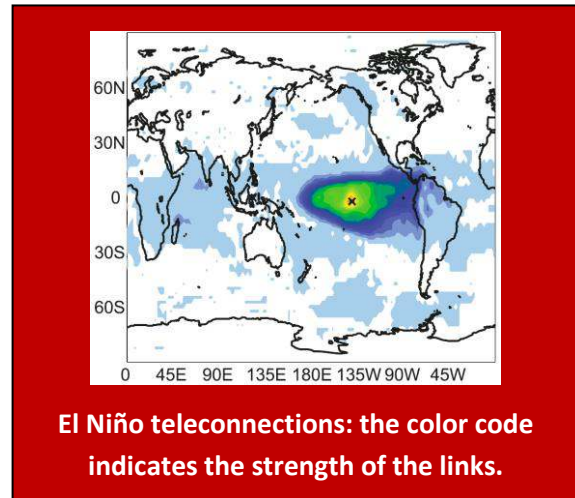 60N
30N
0
30S
60S
0 45E 90E 135E 180E 135W 90W 45W
El Niño teleconnections: the color code
indicates the strength of the links.